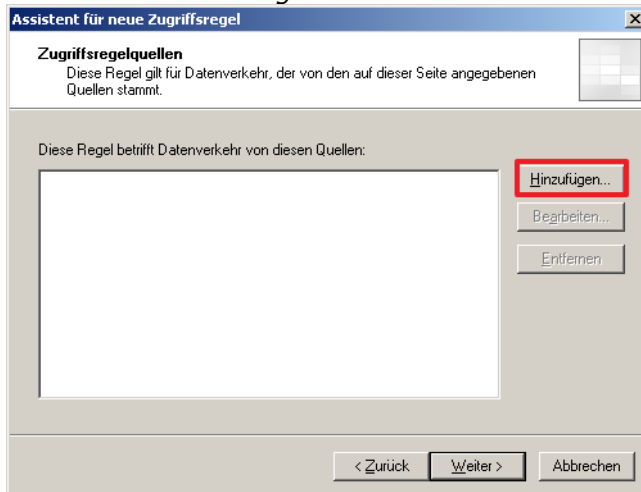 Assistent für neue Zugriffsregel
Zugriffsregelquellen
Diese Regel gilt für Datenverkehr, der von den auf dieser Seite angegebenen
Quellen stammt.
Diese Regel betrifft Datenverkehr von diesen Quellen:
Hinzufügen...
Bearbeiten...
Entfernen
< Zurück
Weiter >
Abbrechen